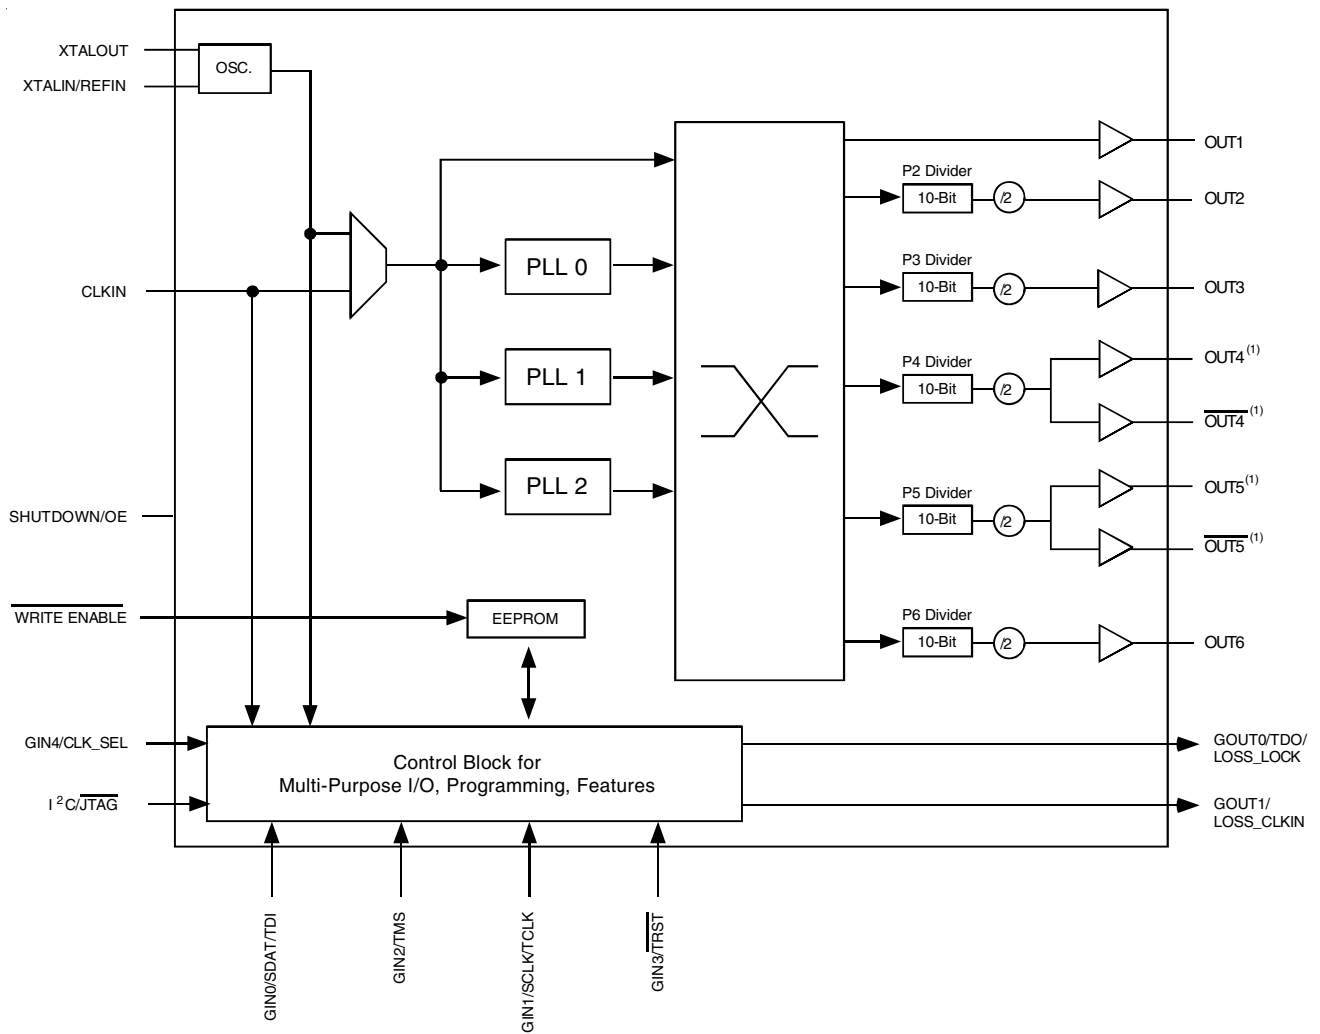 XTALOUT
XTALIN/REFIN
OSC.
CLKIN
SHUTDOWN/OE
WRITE ENABLE
GIN4/CLK_SEL
I²C/JTAG
PLL 0
PLL 1
PLL 2
EEPROM
Control Block for
Multi-Purpose I/O, Programming, Features
P2 Divider
10-Bit
/2
P3 Divider
10-Bit
/2
P4 Divider
10-Bit
/2
P5 Divider
10-Bit
/2
P6 Divider
10-Bit
/2
OUT1
OUT2
OUT3
OUT4(1)
OUT4(1)
OUT5(1)
OUT5(1)
OUT6
GOUT0/TDO/
LOSS_LOCK
GOUT1/
LOSS_CLKIN
GIN0/SDAT/TDI
GIN2/TMS
GIN1/SCLK/TCLK
GIN3/TRST